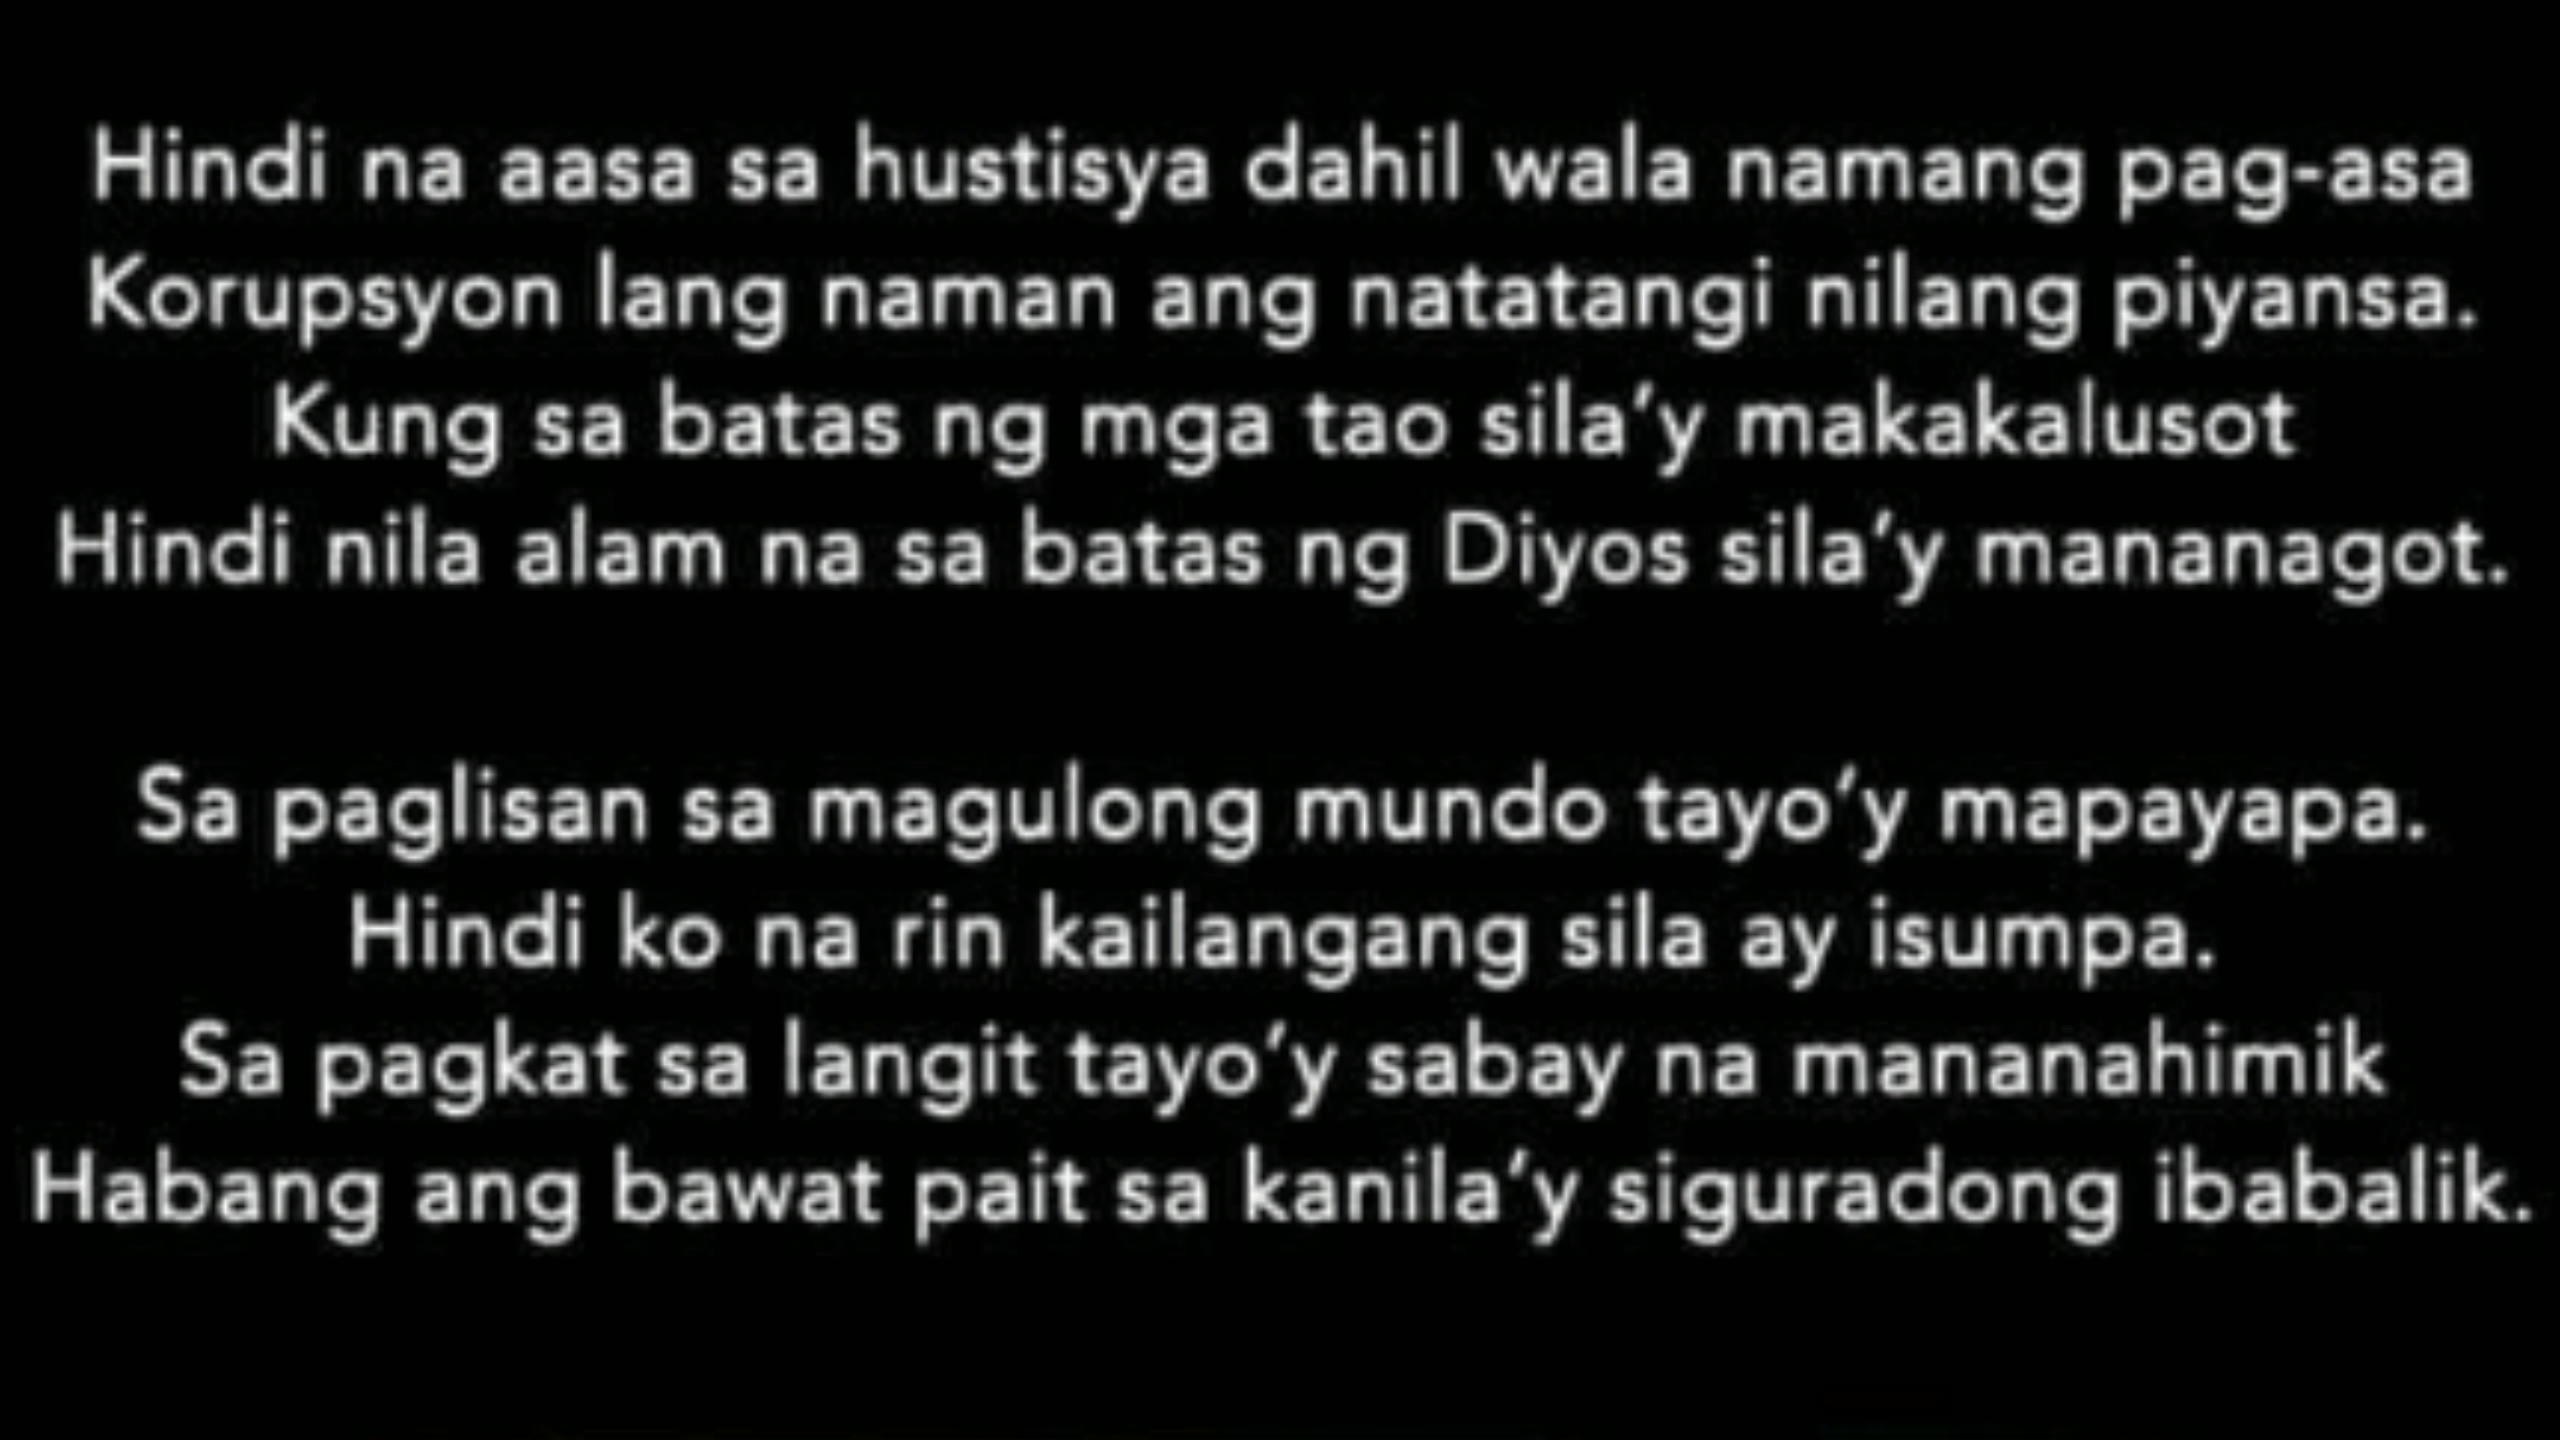 Hindi na aasa sa hustisya dahil wala namang pag-asa
Korupsyon lang naman ang natatangi nilang piyansa.
Kung sa batas ng mga tao sila’y makakalusot
Hindi nila alam na sa batas ng Diyos sila’y mananagot.
Sa paglisan sa magulong mundo tayo’y mapayapa.
Hindi ko na rin kailangang sila ay isumpa.
Sa pagkat sa langit tayo’y sabay na mananahimik
Habang ang bawat pait sa kanila’y siguradong ibabalik.